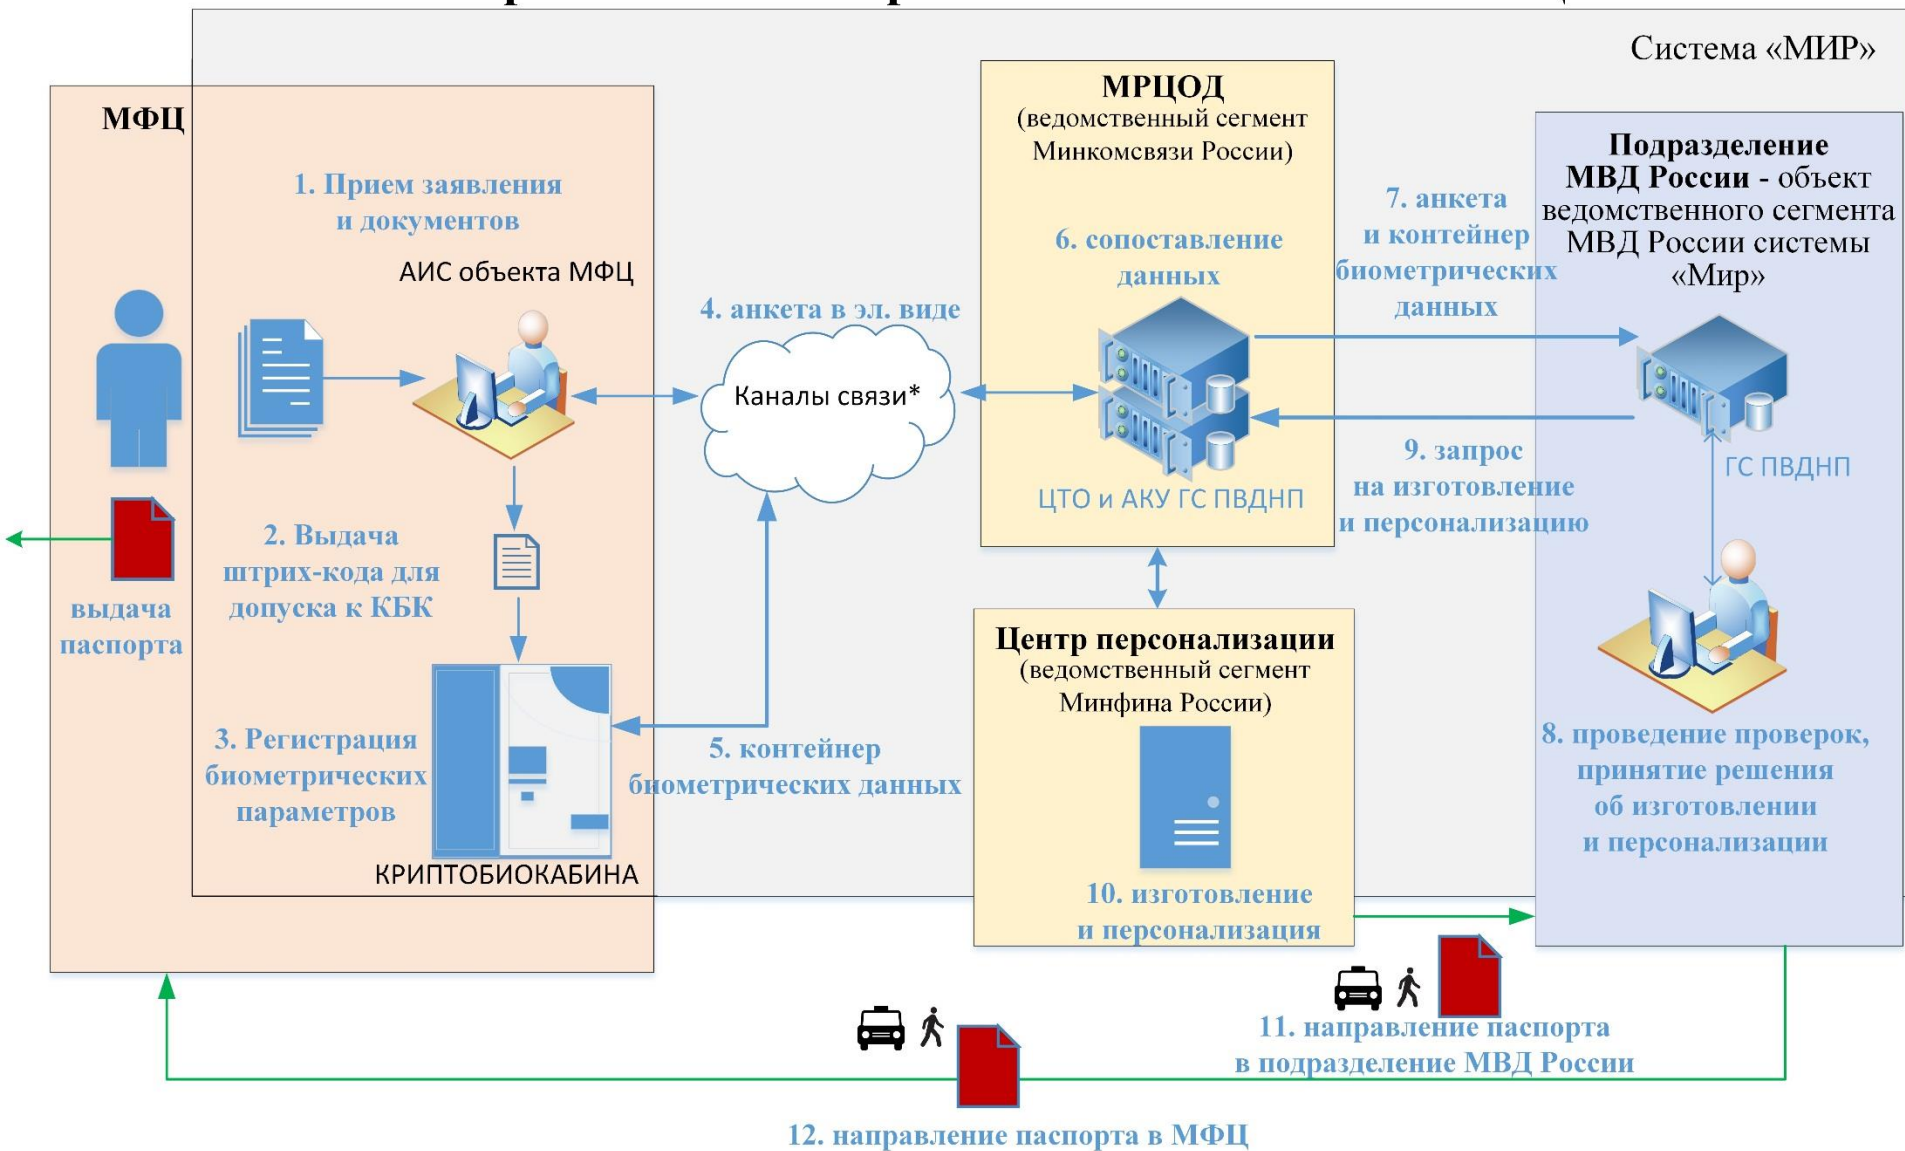 Система «МИР»
МФЦ
1. Прием заявления
и документов
АИС объекта МФЦ
2. Выдача
штрих-кода для
допуска к КБК
3. Регистрация
биометрических
параметров
КРИПТОБИОКАБИНА
выдача
паспорта
4. анкета в эл. виде
Каналы связи*
5. контейнер
биометрических данных
МРЦОД
(ведомственный сегмент
Минкомсвязи России)
6. сопоставление
данных
ЦТО и АКУ ГС ПВДНП
7. анкета
и контейнер
биометрических
данных
9. запрос
на изготовление
и персонализацию
Подразделение
МВД России - объект
ведомственного сегмента
МВД России системы
«Мир»
ГС ПВДНП
8. проведение проверок,
принятие решения
об изготовлении
и персонализации
Центр персонализации
(ведомственный сегмент
Минфина России)
10. изготовление
и персонализация
11. направление паспорта
в подразделение МВД России
12. направление паспорта в МФЦ